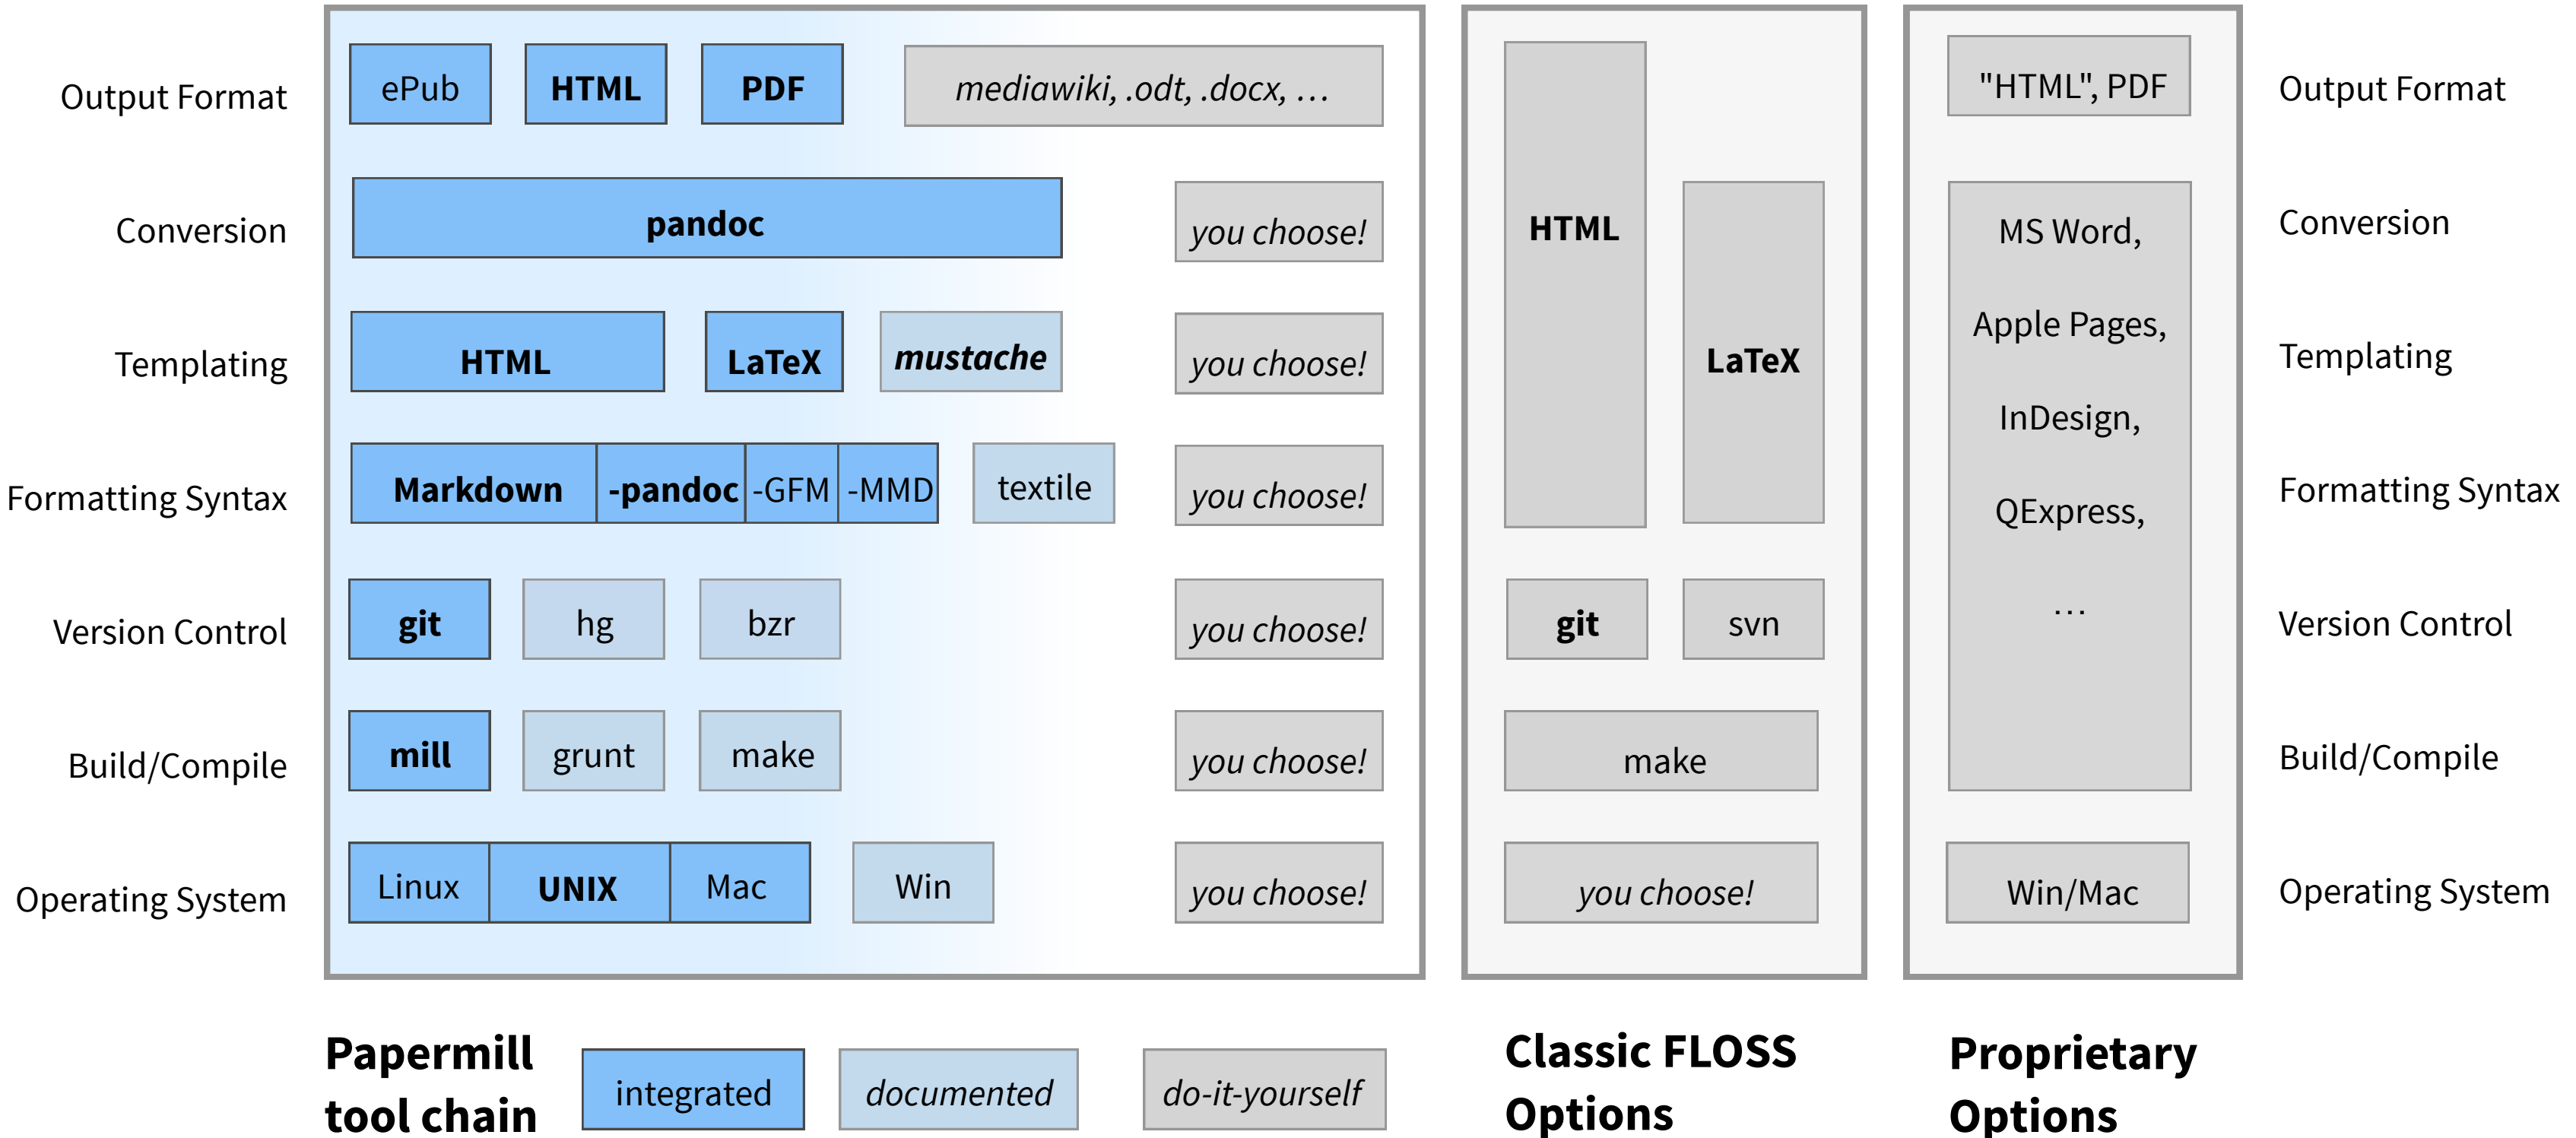 Output Format
ePub
HTML
PDF
mediawiki, .odt, .docx, …
"HTML", PDF
Output Format
Conversion
pandoc
you choose!
HTML
MS Word,
Conversion
Templating
HTML
LaTeX
mustache
you choose!
LaTeX
Apple Pages,
Templating
InDesign,
Formatting Syntax
Markdown
-pandoc
-GFM
-MMD
textile
you choose!
QExpress,
Formatting Syntax
Version Control
git
hg
bzr
you choose!
git
svn
…
Version Control
Build/Compile
mill
grunt
make
you choose!
make
Build/Compile
Operating System
Linux
UNIX
Mac
Win
you choose!
you choose!
Win/Mac
Operating System
Papermill
tool chain
integrated
documented
do-it-yourself
Classic FLOSS
Options
Proprietary
Options